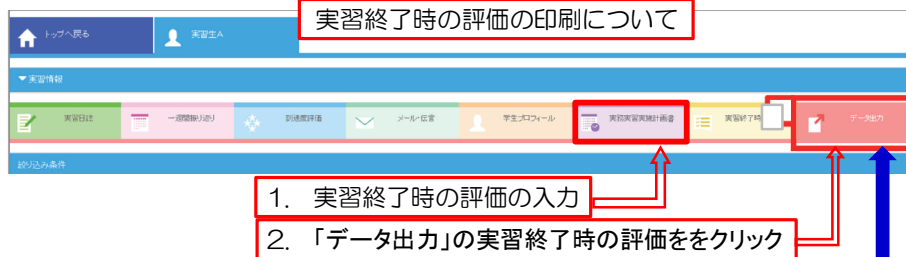 実習終了時の評価の印刷について
トップへ戻る
実習生A
▼実習情報
実習日誌
一週間振り返り
到達度評価
メール・伝言
学生プロフィール
実務実習実施計画書
実習終了時
データ出力
絞り込み条件
1. 実習終了時の評価の入力
2. 「データ出力」の実習終了時の評価ををクリック